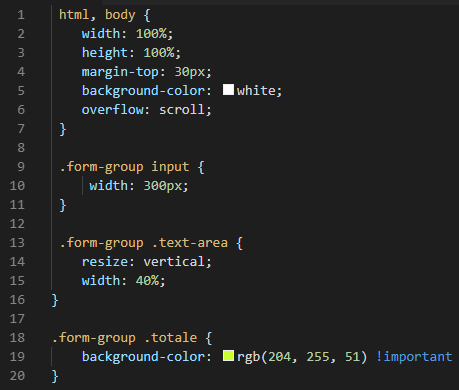 1 html, body {
2 width: 100%;
3 height: 100%;
4 margin-top: 30px;
5 background-color: white;
6 overflow: scroll;
7 }
8
9 .form-group input {
10 width: 300px;
11 }
12
13 .form-group .text-area {
14 resize: vertical;
15 width: 40%;
16 }
17
18 .form-group .totale {
19 background-color: rgb(204, 255, 51) !important
20 }